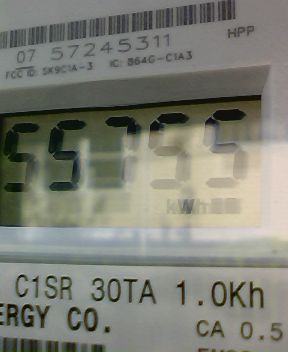 07 57245311
HPP
FCC ID: SK9C1A-3 IC: 864G-C1A3
55755
kWh
C1SR 30TA 1.0Kh
ERGY CO.
CA 0.5